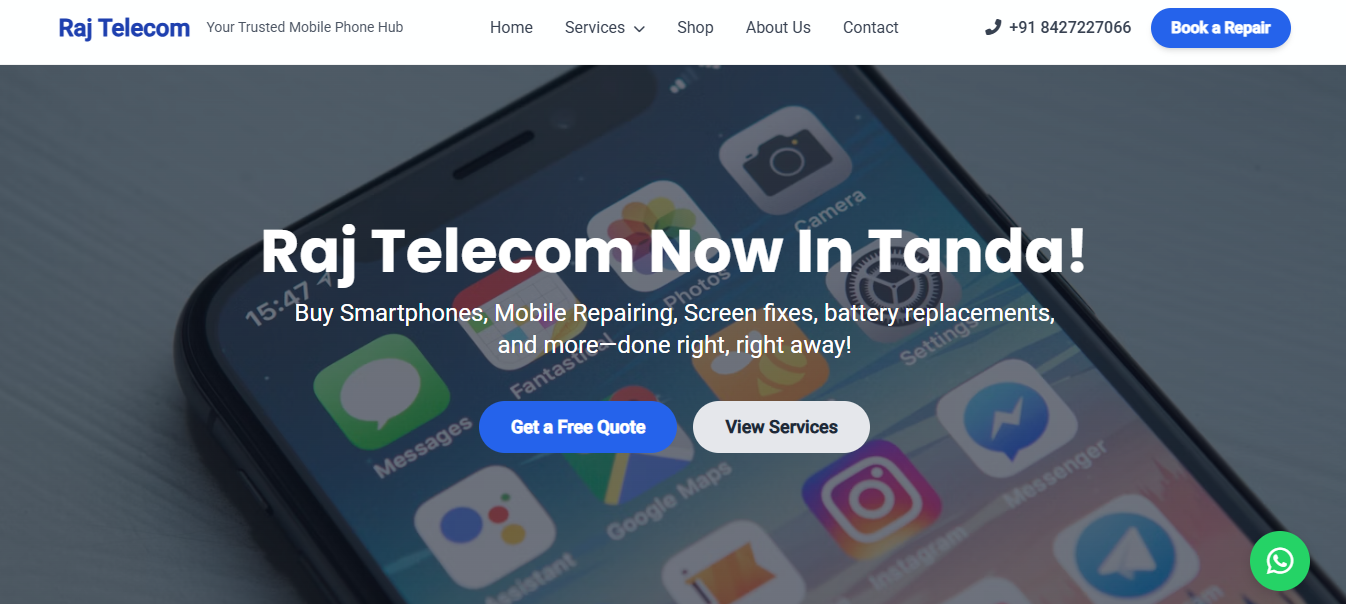 Raj Telecom
Your Trusted Mobile Phone Hub
Home
Services
Shop
About Us
Contact
+91 8427227066
Book a Repair
Camera
Raj Telecom Now In Tanda!
15:47
Photos
Buy Smartphones, Mobile Repairing, Screen fixes, battery replacements,
and more—done right, right away!
Settings
Fantastical
Get a Free Quote
View Services
Messages
Google Maps
Messenger
Instagram
Assistant